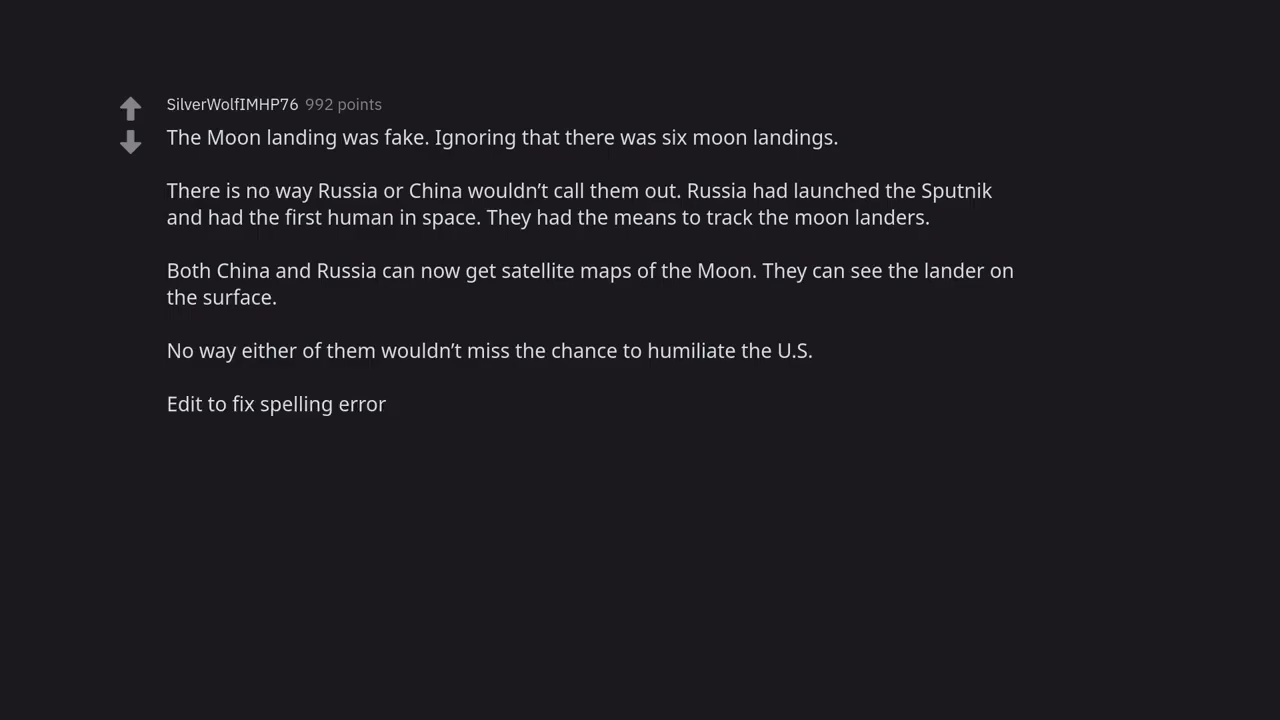 SilverWolfIMHP76 992 points
The Moon landing was fake. Ignoring that there was six moon landings.
There is no way Russia or China wouldn’t call them out. Russia had launched the Sputnik
and had the first human in space. They had the means to track the moon landers.
Both China and Russia can now get satellite maps of the Moon. They can see the lander on
the surface.
No way either of them wouldn’t miss the chance to humiliate the U.S.
Edit to fix spelling error